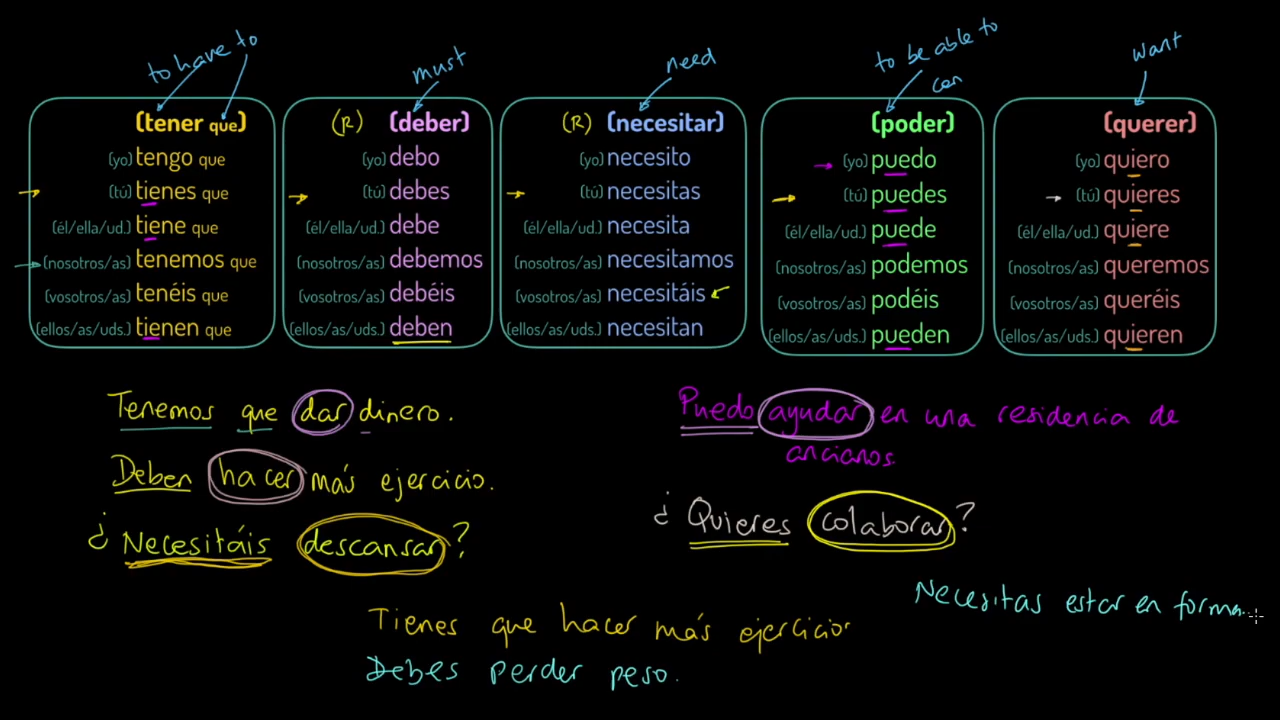 to have to
must
need
to be able to
can
want
(tener que)
(yo) tengo que
(tú) tienes que
(él/ella/ud.) tiene que
(nosotros/as) tenemos que
(vosotros/as) tenéis que
(ellos/as/uds.) tienen que
(R) (deber)
(yo) debo
(tú) debes
(él/ella/ud.) debe
(nosotros/as) debemos
(vosotros/as) debéis
(ellos/as/uds.) deben
(R) (necesitar)
(yo) necesito
(tú) necesitas
(él/ella/ud.) necesita
(nosotros/as) necesitamos
(vosotros/as) necesitáis
(ellos/as/uds.) necesitan
(poder)
(yo) puedo
(tú) puedes
(él/ella/ud.) puede
(nosotros/as) podemos
(vosotros/as) podéis
(ellos/as/uds.) pueden
(querer)
(yo) quiero
(tú) quieres
(él/ella/ud.) quiere
(nosotros/as) queremos
(vosotros/as) queréis
(ellos/as/uds.) quieren
Tenemos que dar dinero.
Deben hacer más ejercicio.
¿Necesitáis descansar?
Puedo ayudar en una residencia de
ancianos.
¿Quieres colaborar?
Necesitas estar en forma.
Tienes que hacer más ejercicio
Debes perder peso.